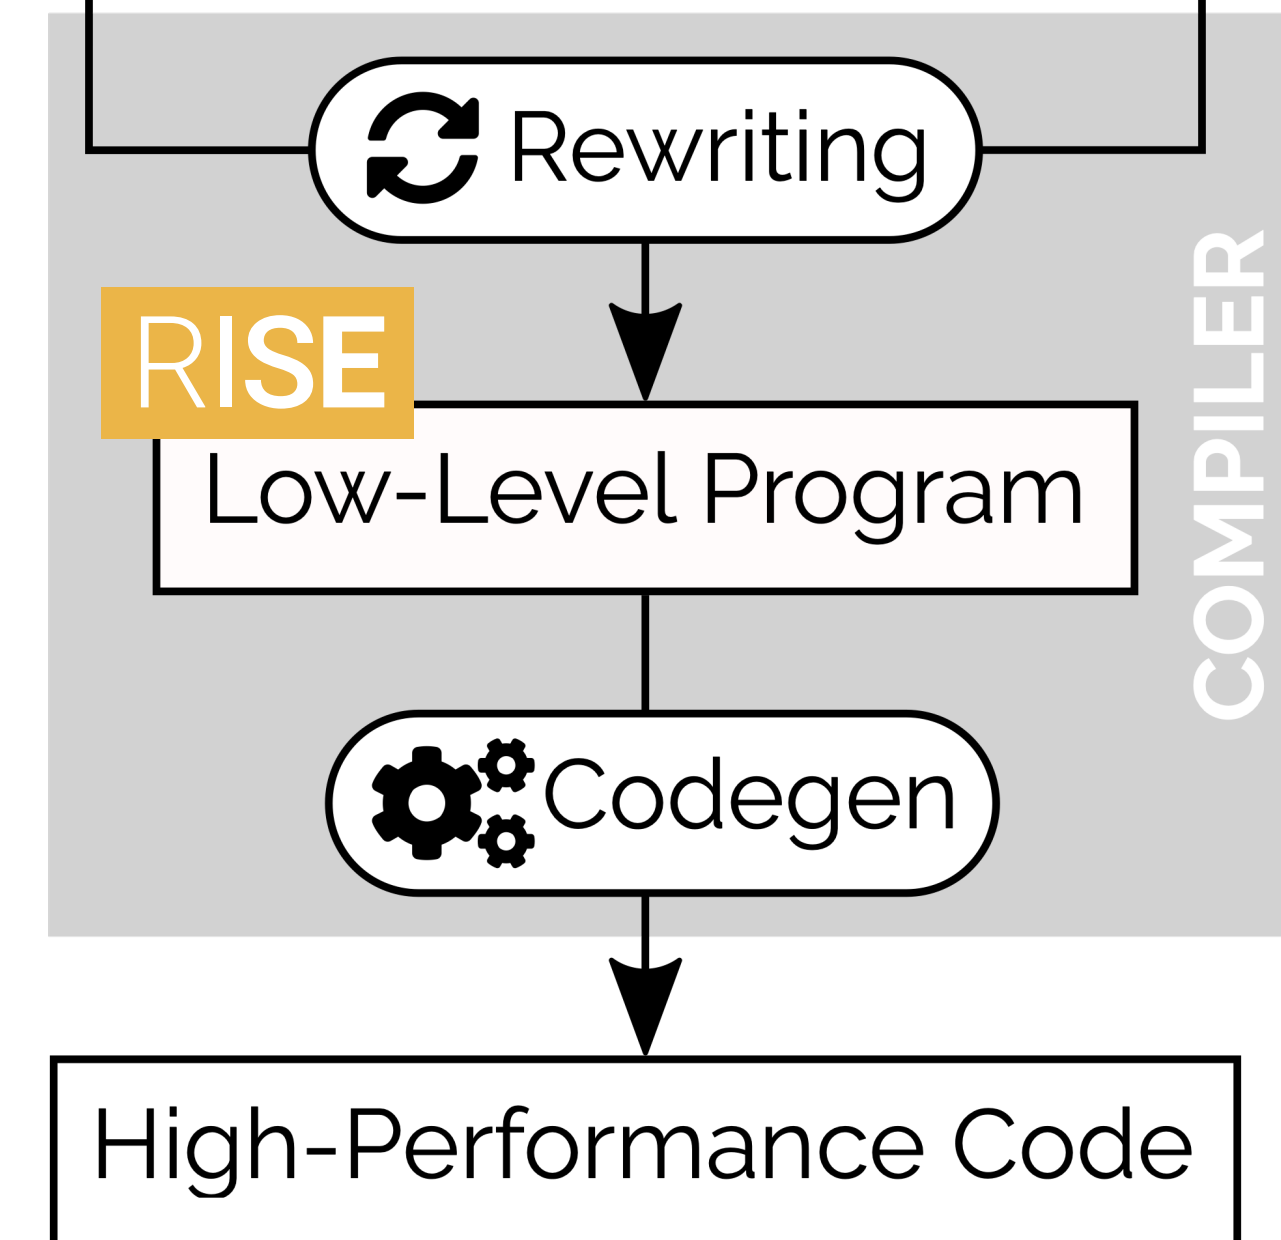 Rewriting
RISE
Low-Level Program
COMPILER
Codegen
High-Performance Code